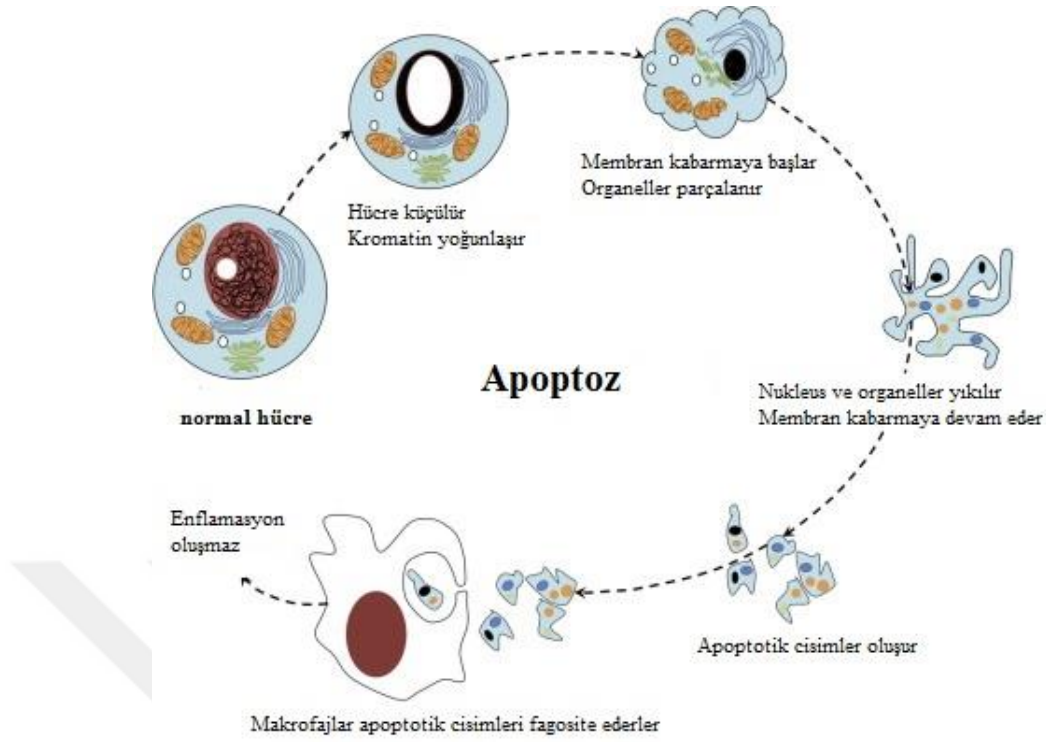 Membran kabarmaya başlar
Organeller parçalanır
Hücre küçülür
Kromatin yoğunlaşır
Apoptoz
normal hücre
Nukleus ve organeller yıkılır
Membran kabarmaya devam eder
Enflamasyon
oluşmaz
Apoptotik cisimler oluşur
Makrofajlar apoptotik cisimleri fagosite ederler